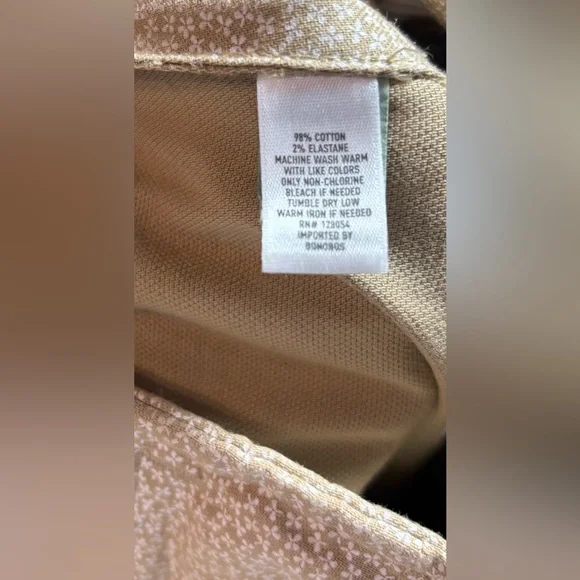 98% COTTON
2% ELASTANE
MACHINE WASH WARM
WITH LIKE COLORS
ONLY NON-CHLORINE
BLEACH IF NEEDED
TUMBLE DRY LOW
WARM IRON IF NEEDED
RN# 129054
IMPORTED BY
BONOBOS